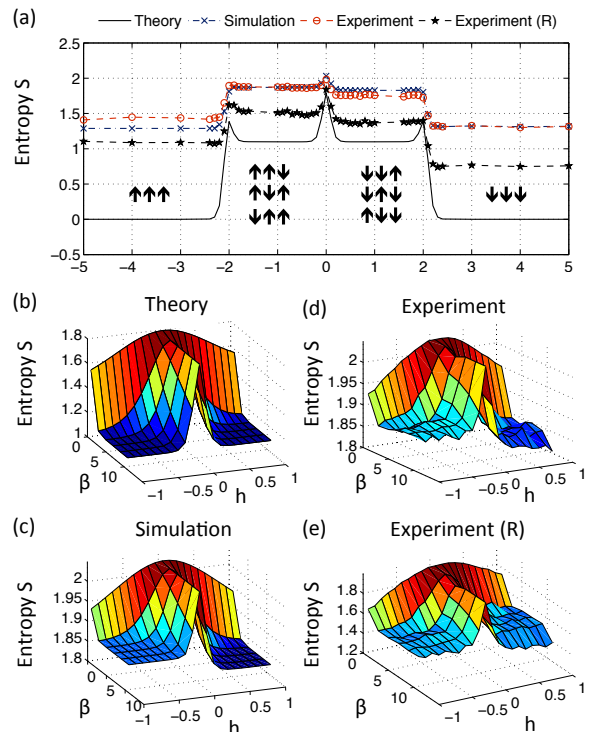 (a)
Theory Simulation Experiment Experiment (R)
Entropy S
2.5
2
1.5
1
0.5
0
−0.5
−5 −4 −3 −2 −1 0 1 2 3 4 5
(b) Theory
Entropy S
1.8
1.6
1.4
1.2
1
0 5 10
β
−1 −0.5 0 0.5 1
h
(d) Experiment
Entropy S
2
1.95
1.9
1.85
1.8
0 5 10
β
−1 −0.5 0 0.5 1
h
(c) Simulation
Entropy S
2
1.95
1.9
1.85
1.8
0 5 10
β
−1 −0.5 0 0.5 1
h
(e) Experiment (R)
Entropy S
1.8
1.6
1.4
1.2
0 5 10
β
−1 −0.5 0 0.5 1
h